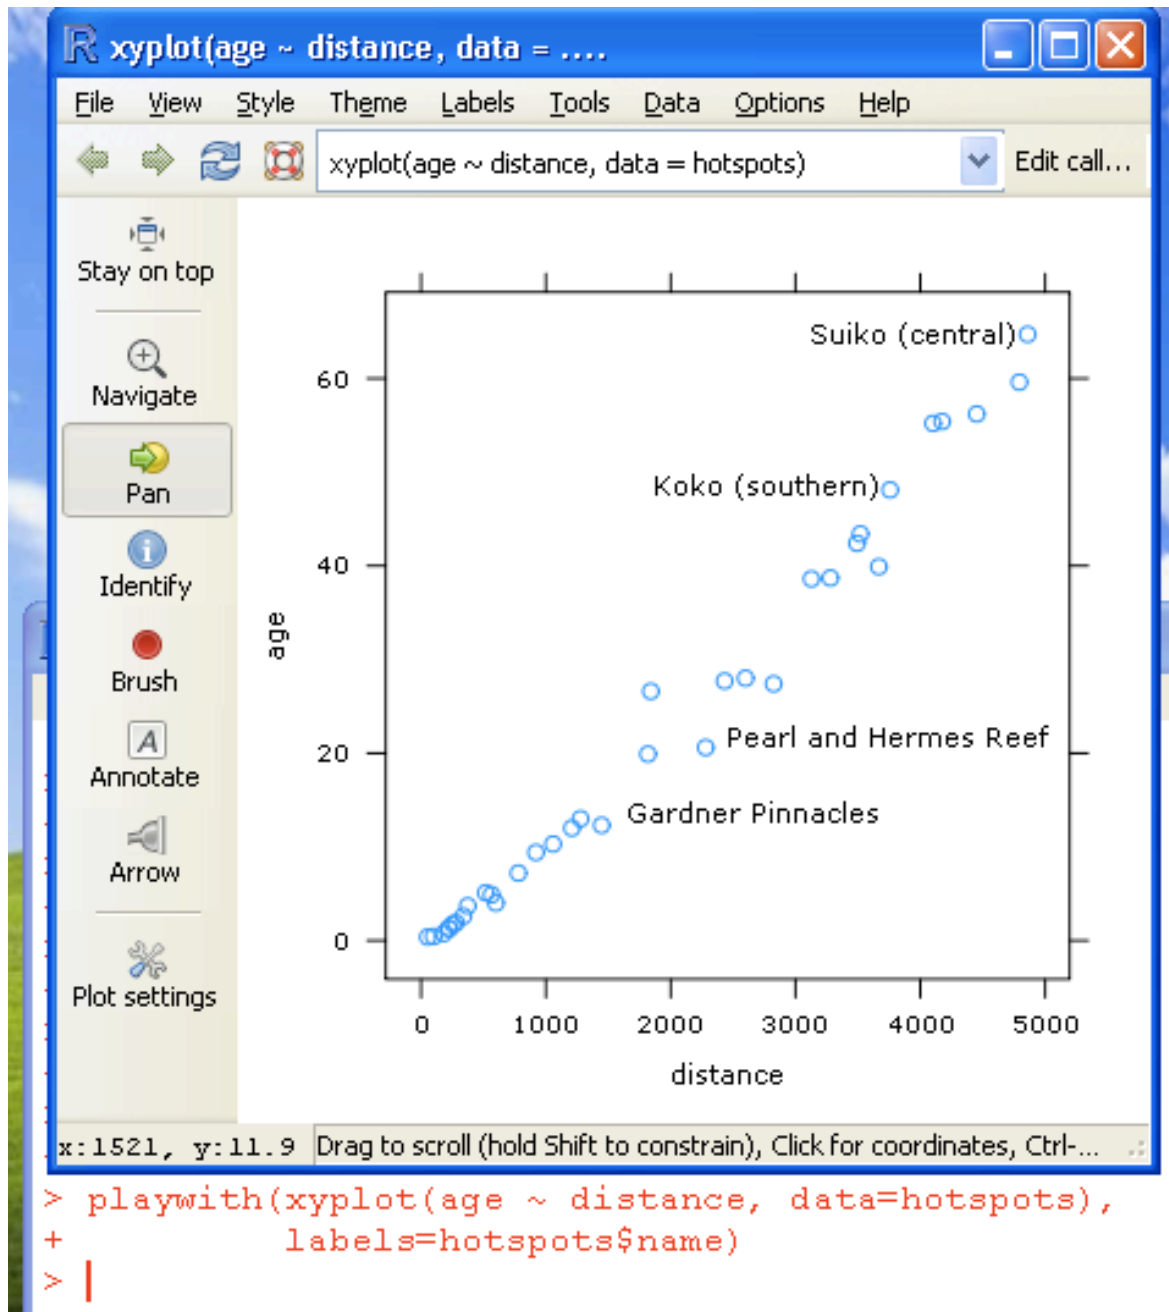 R xyplot(age ~ distance, data = ....
File View Style Theme Labels Tools Data Options Help
xyplot(age ~ distance, data = hotspots) Edit call...
Stay on top
Navigate
Pan
Identify
Brush
A
Annotate
Arrow
Plot settings
Suiko (central)
60
Koko (southern)
40
age
Pearl and Hermes Reef
20
Gardner Pinnacles
0
0 1000 2000 3000 4000 5000
distance
x:1521, y:11.9 Drag to scroll (hold Shift to constrain), Click for coordinates, Ctrl-...
> playwith(xyplot(age ~ distance, data=hotspots),
+ labels=hotspots$name)
>